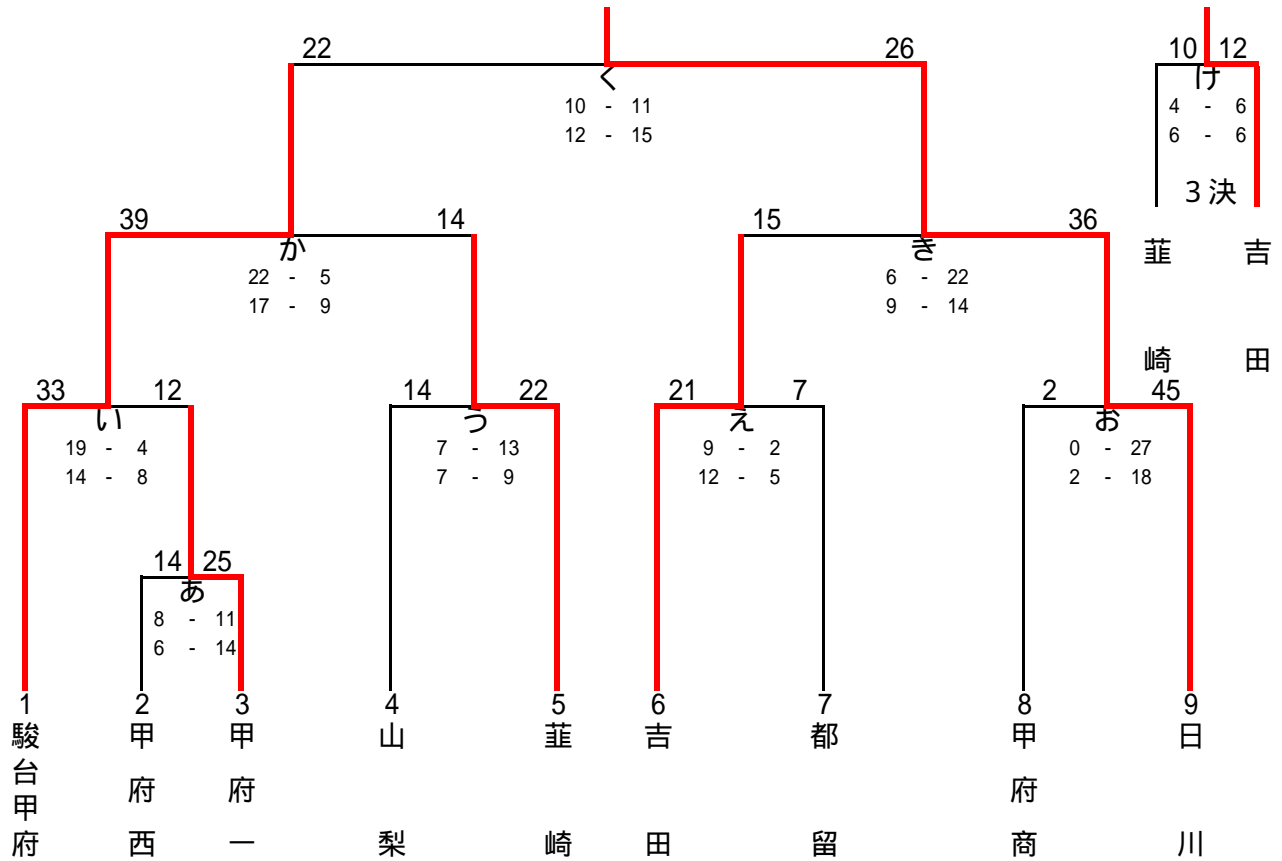 22 26 10 12
く け
10 - 11 4 - 6
12 - 15 6 - 6
3決
39 14 15 36
か き 韮崎 吉田
22 - 5 6 - 22
17 - 9 9 - 14
33 12 14 22 21 7 2 45
い う え お
19 - 4 7 - 13 9 - 2 0 - 27
14 - 8 7 - 9 12 - 5 2 - 18
14 25
あ
8 - 11
6 - 14
1 2 3 4 5 6 7 8 9
駿台甲府 甲府西 甲府一 山梨 韮崎 吉田 都留 甲府商 日川